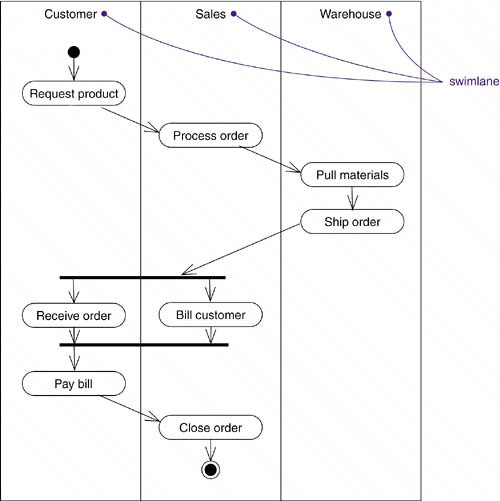 Customer
Sales
Warehouse
swimlane
Request product
Process order
Pull materials
Ship order
Receive order
Bill customer
Pay bill
Close order